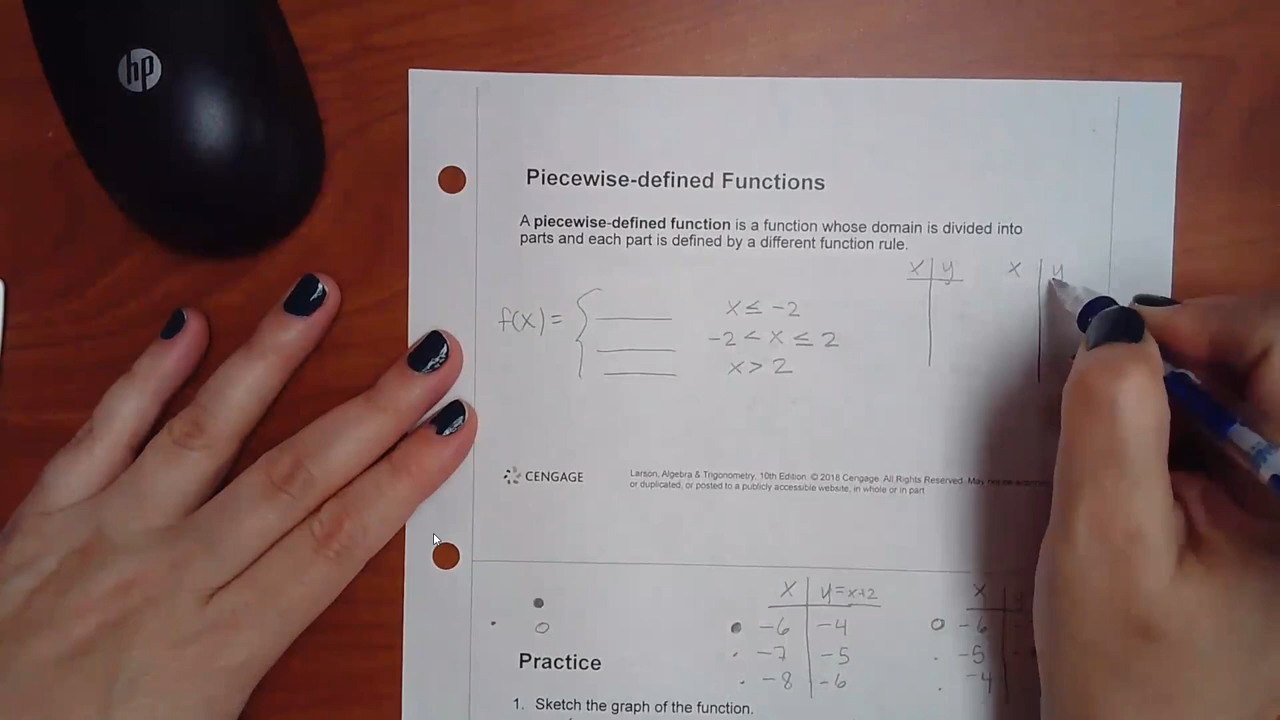 hp
Piecewise-defined Functions
A piecewise-defined function is a function whose domain is divided into
parts and each part is defined by a different function rule.
x y x y
f(x) = { x ≤ -2
-2 < x ≤ 2
x > 2
CENGAGE
Larson, Algebra & Trigonometry, 10th Edition. © 2018 Cengage. All Rights Reserved. May not be
or duplicated, or posted to a publicly accessible website, in whole or in part
x y=x+2 x
-6 -4 -6
-7 -5 -5
-8 -6 -4
Practice
1. Sketch the graph of the function.